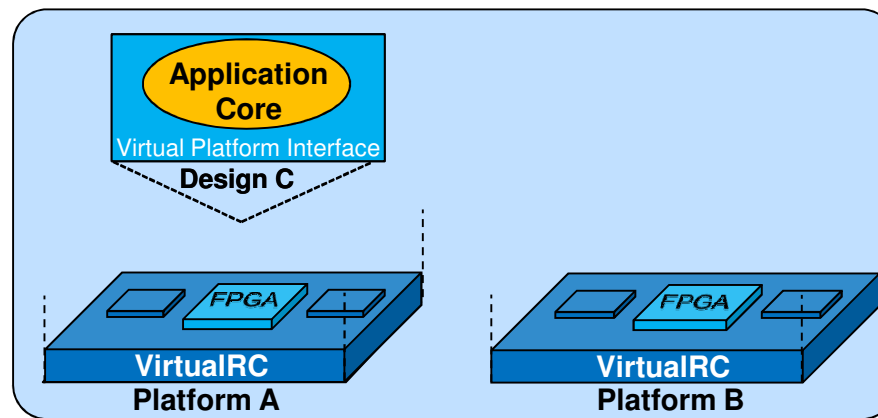 Application
Core
Virtual Platform Interface
Design C
FPGA
FPGA
VirtualRC
VirtualRC
Platform A
Platform B